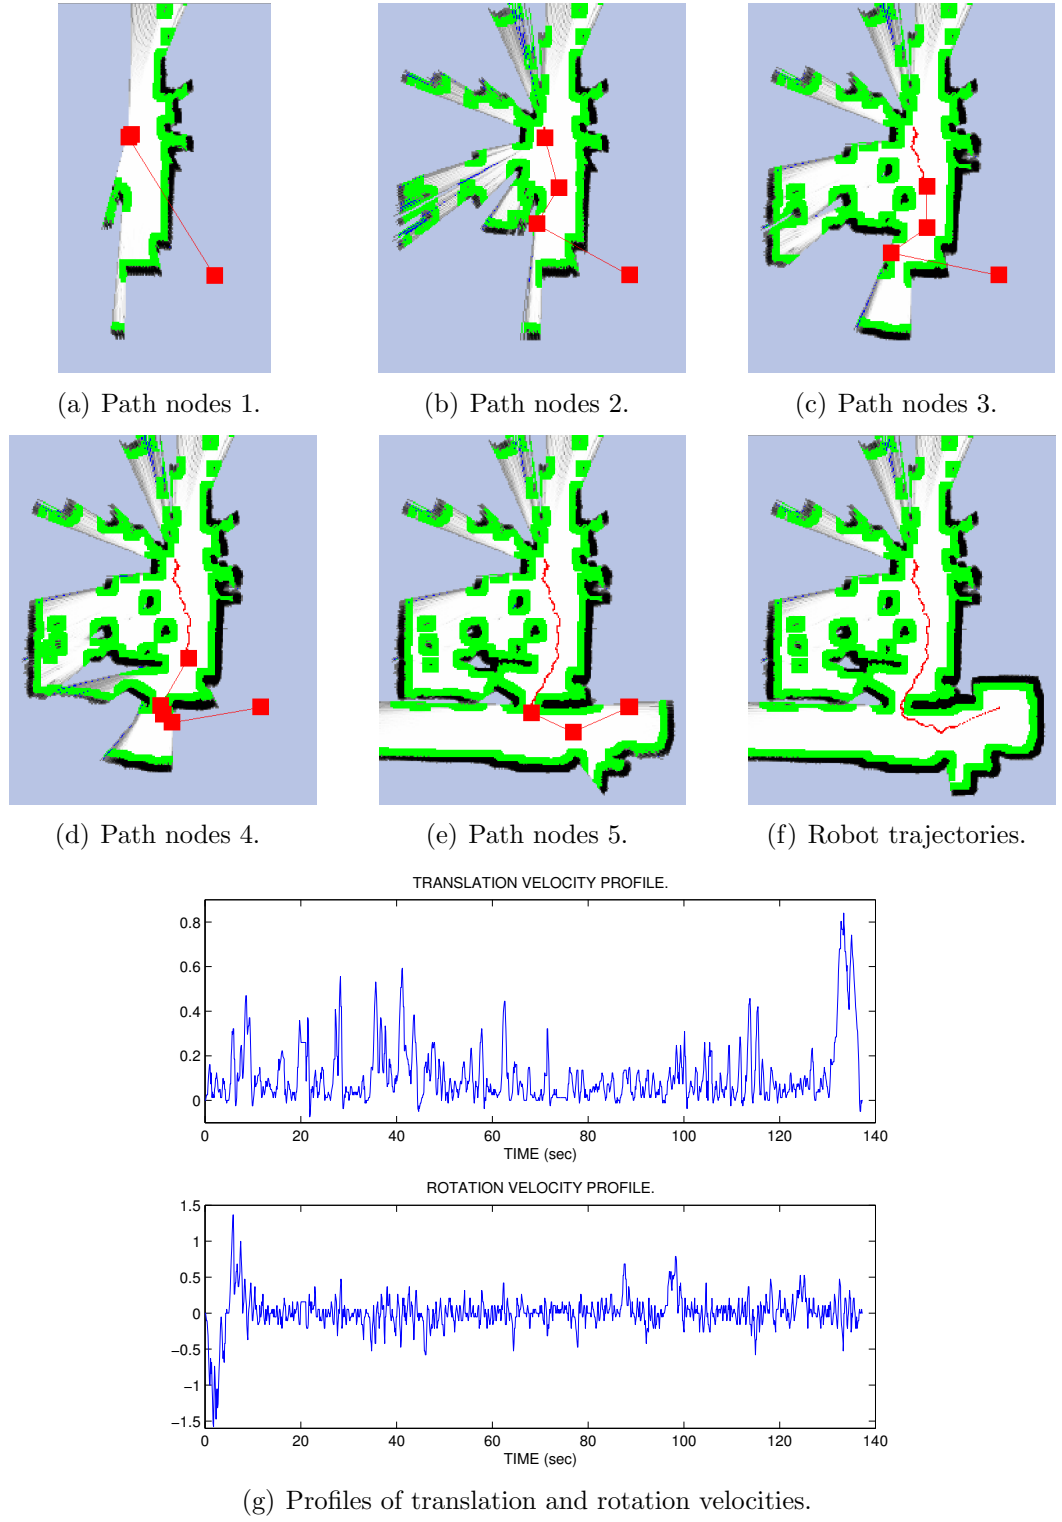 (a) Path nodes 1.
(b) Path nodes 2.
(c) Path nodes 3.
(d) Path nodes 4.
(e) Path nodes 5.
(f) Robot trajectories.
TRANSLATION VELOCITY PROFILE.
0.8
0.6
0.4
0.2
0
0 20 40 60 80 100 120 140
TIME (sec)
ROTATION VELOCITY PROFILE.
1.5
1
0.5
0
−0.5
−1
−1.5
0 20 40 60 80 100 120 140
TIME (sec)
(g) Profiles of translation and rotation velocities.